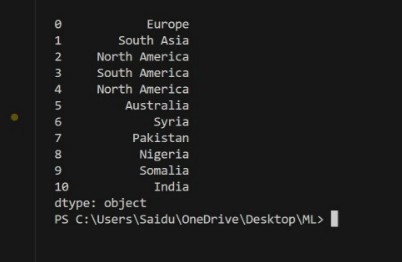 0 Europe
1 South Asia
2 North America
3 South America
4 North America
5 Australia
6 Syria
7 Pakistan
8 Nigeria
9 Somalia
10 India
dtype: object
PS C:\Users\Saidu\OneDrive\Desktop\ML>